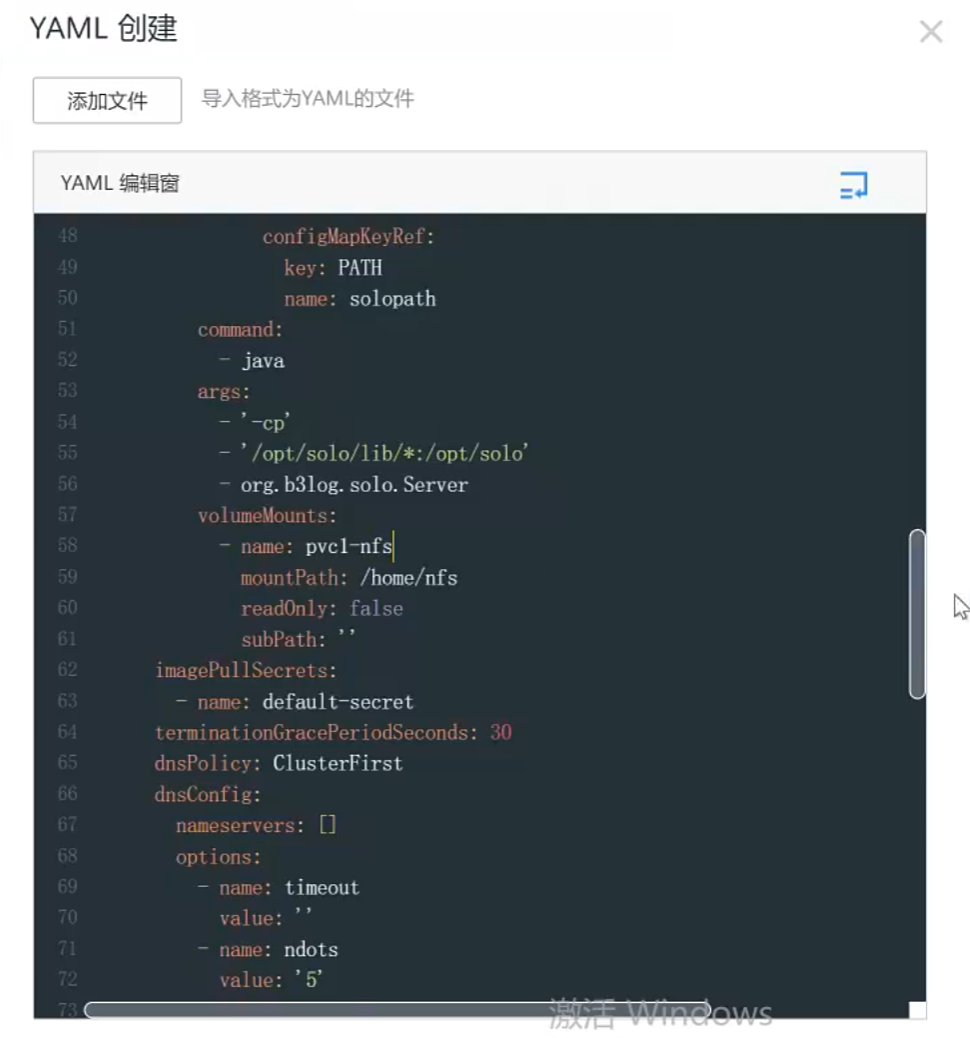 YAML 创建
添加文件 导入格式为YAML的文件
YAML 编辑窗
48 configMapKeyRef:
49 key: PATH
50 name: solopath
51 command:
52 - java
53 args:
54 - '-cp'
55 - '/opt/solo/lib/*:/opt/solo'
56 - org.b3log.solo.Server
57 volumeMounts:
58 - name: pvc1-nfs
59 mountPath: /home/nfs
60 readOnly: false
61 subPath: ''
62 imagePullSecrets:
63 - name: default-secret
64 terminationGracePeriodSeconds: 30
65 dnsPolicy: ClusterFirst
66 dnsConfig:
67 nameservers: []
68 options:
69 - name: timeout
70 value: ''
71 - name: ndots
72 value: '5'
73
激活 Windows